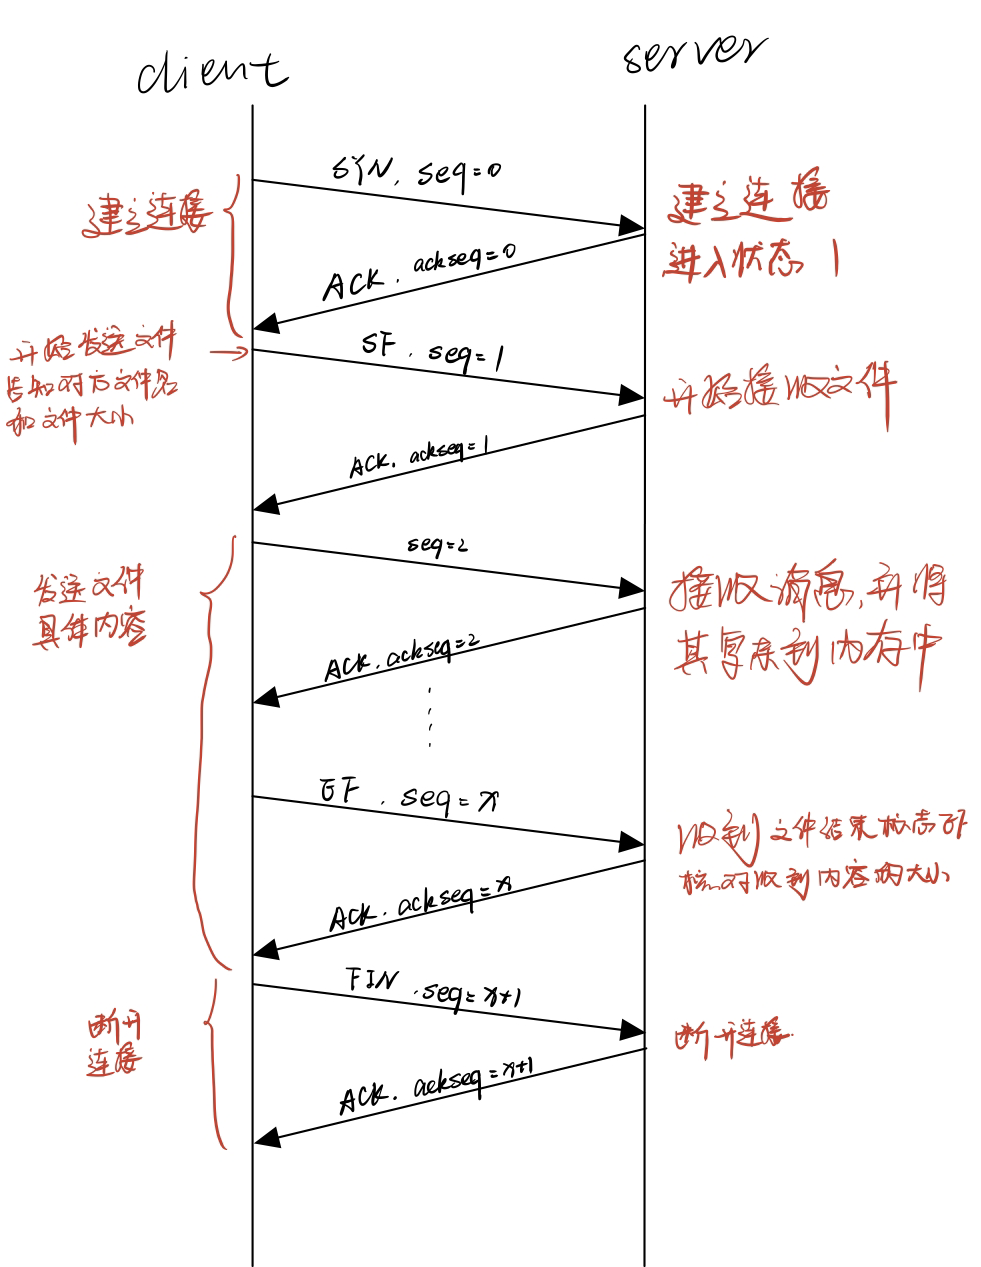 client
server
SYN, seq=0
建立连接
建立连接
进入状态 1
ACK, ackseq=0
开始发送文件
告知对方文件名
和文件大小
SF, seq=1
开始接收文件
ACK, ackseq=1
seq=2
发送文件
具体内容
接收消息,并将
其复杂到内存中
ACK, ackseq=2
EF, seq=x
收到文件结束标志EF
核对收到内容的大小
ACK, ackseq=x
FIN, seq=x+1
断开
连接
断开连接.
ACK, ackseq=x+1